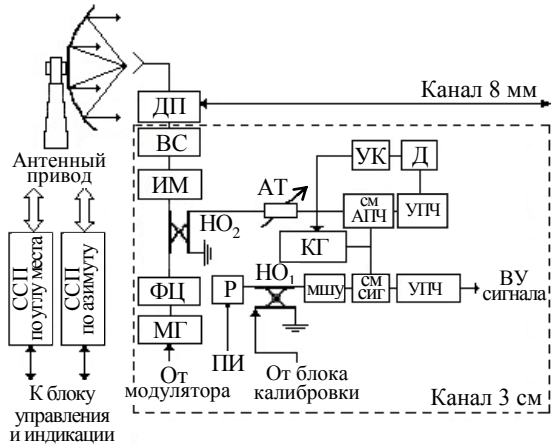 ДП
Канал 8 мм
ВС
Антенный
привод
ИМ
АТ
УК
Д
см
АПЧ
УПЧ
НО2
КГ
ССП
по углу места
ССП
по азимуту
ФЦ
Р
НО1
мшу
см
сиг
УПЧ
ВУ
сигнала
МГ
От
модулятора
ПИ
От блока
калибровки
К блоку
управления
и индикации
Канал 3 см